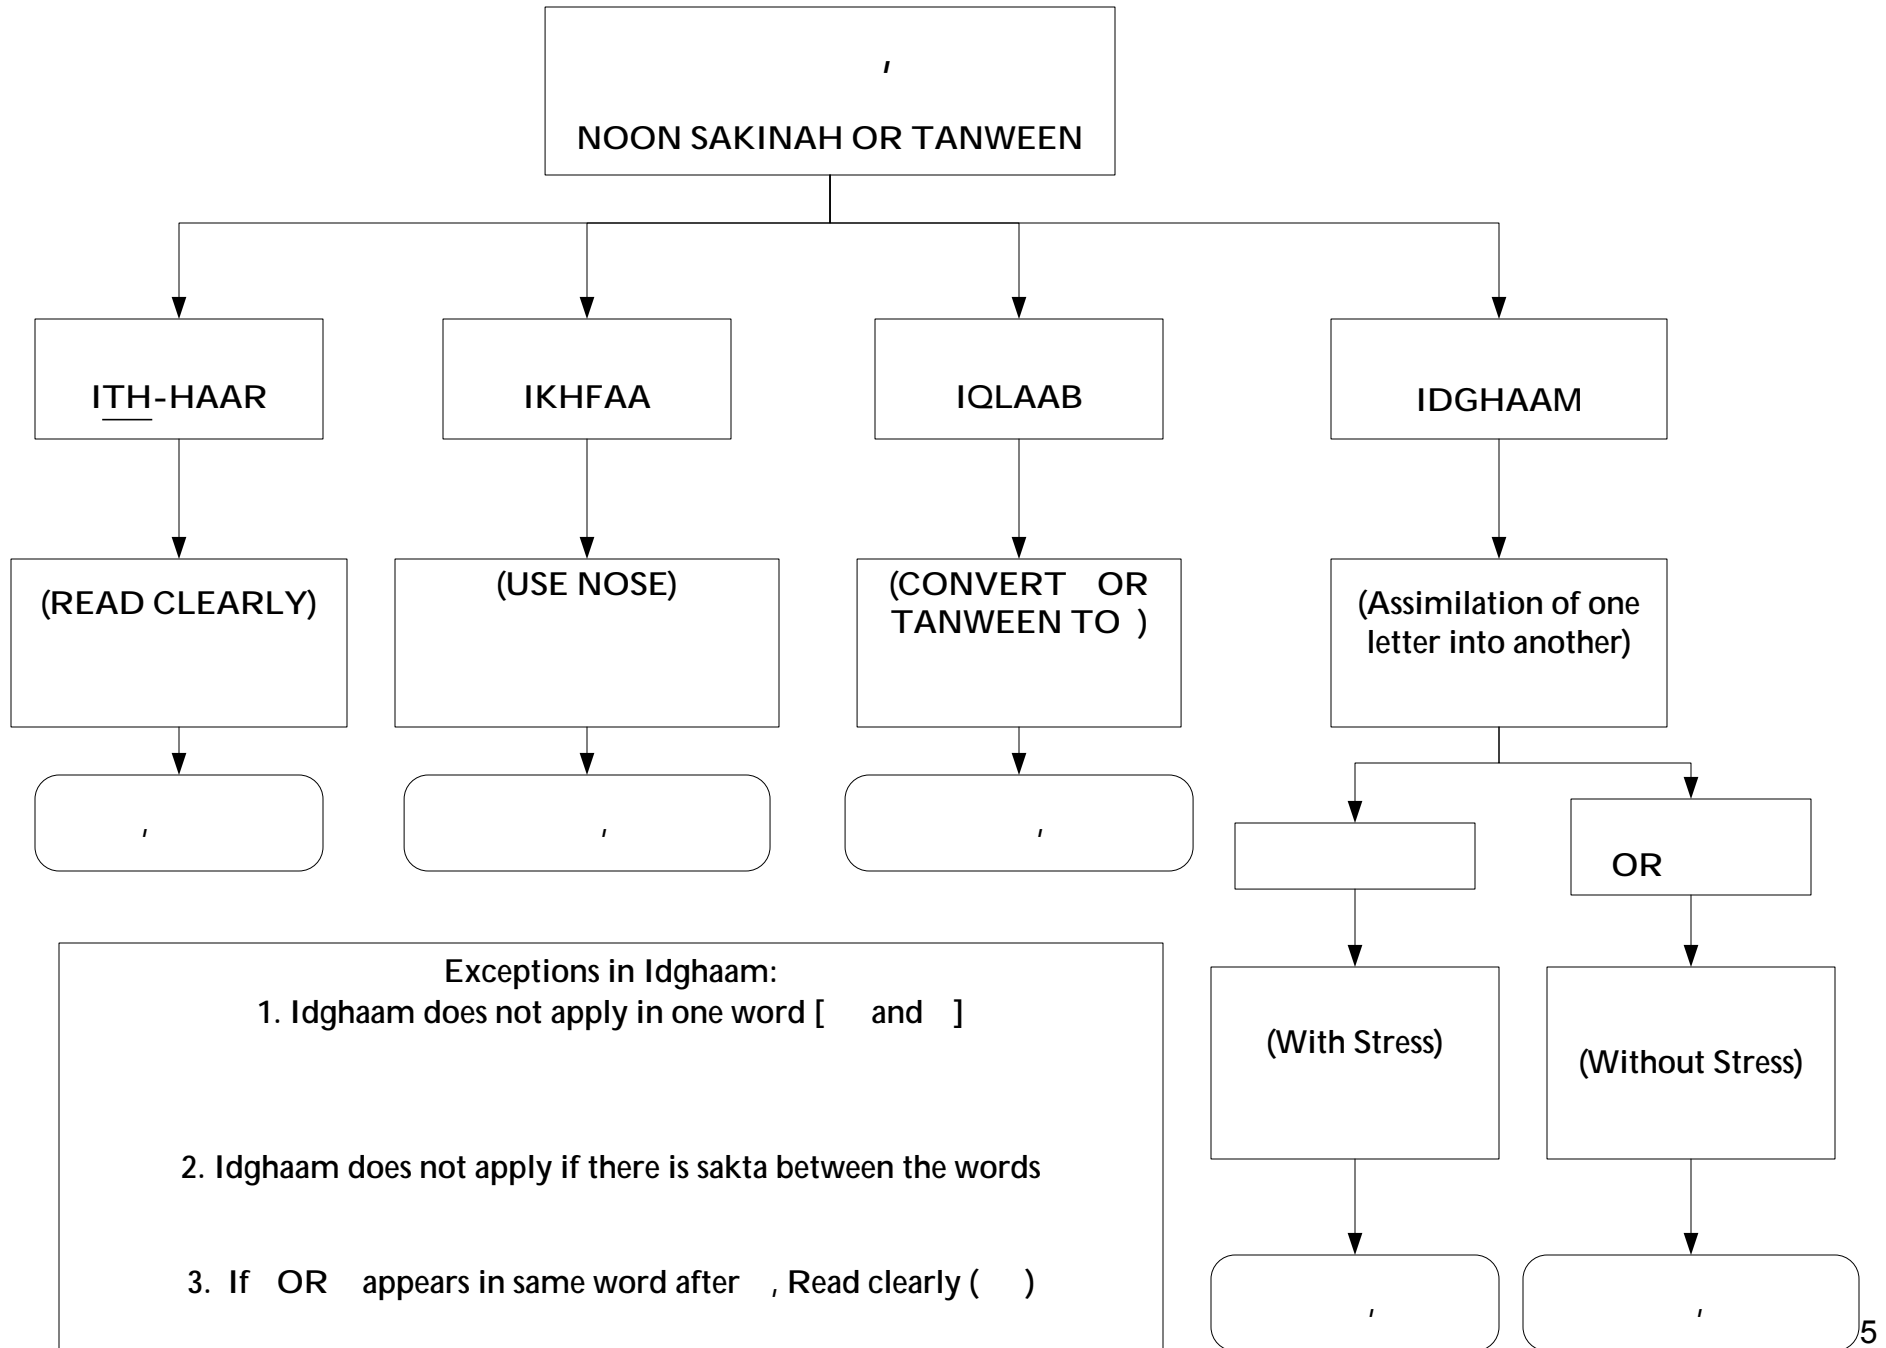 ,
NOON SAKINAH OR TANWEEN
ITH-HAAR
IKHFAA
IQLAAB
IDGHAAM
(READ CLEARLY)
(USE NOSE)
(CONVERT OR
TANWEEN TO )
(Assimilation of one
letter into another)
,
,
,
OR
Exceptions in Idghaam:
1. Idghaam does not apply in one word [ and ]
2. Idghaam does not apply if there is sakta between the words
3. If OR appears in same word after , Read clearly ( )
(With Stress)
(Without Stress)
,
,
5